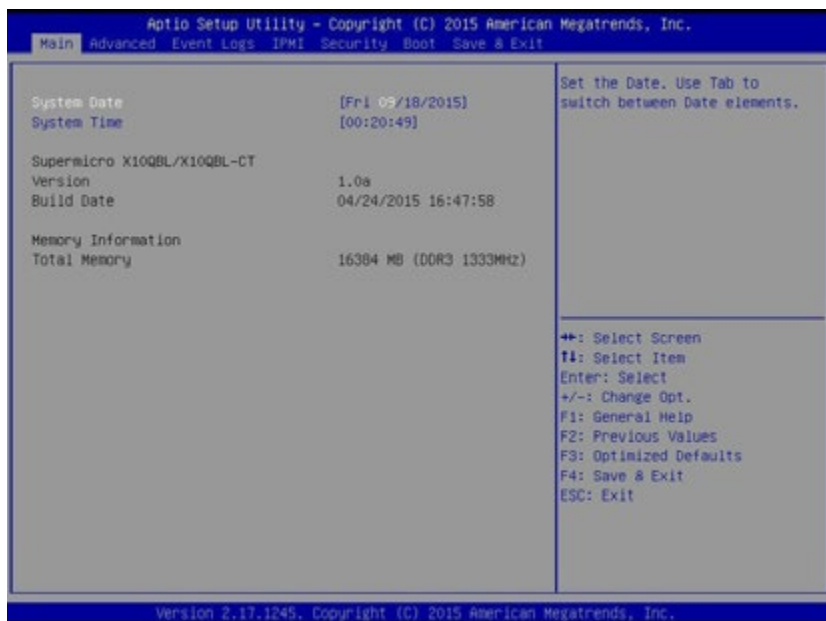 Aptio Setup Utility – Copyright (C) 2015 American Megatrends, Inc.
Main Advanced Event Logs IPMI Security Boot Save & Exit
System Date [Fri 09/18/2015]
System Time [00:20:49]
Supermicro X10QBL/X10QBL-CT
Version 1.0a
Build Date 04/24/2015 16:47:58
Memory Information
Total Memory 16384 MB (DDR3 1333MHz)
Set the Date. Use Tab to
switch between Date elements.
→←: Select Screen
↑↓: Select Item
Enter: Select
+/-: Change Opt.
F1: General Help
F2: Previous Values
F3: Optimized Defaults
F4: Save & Exit
ESC: Exit
Version 2.17.1245. Copyright (C) 2015 American Megatrends, Inc.